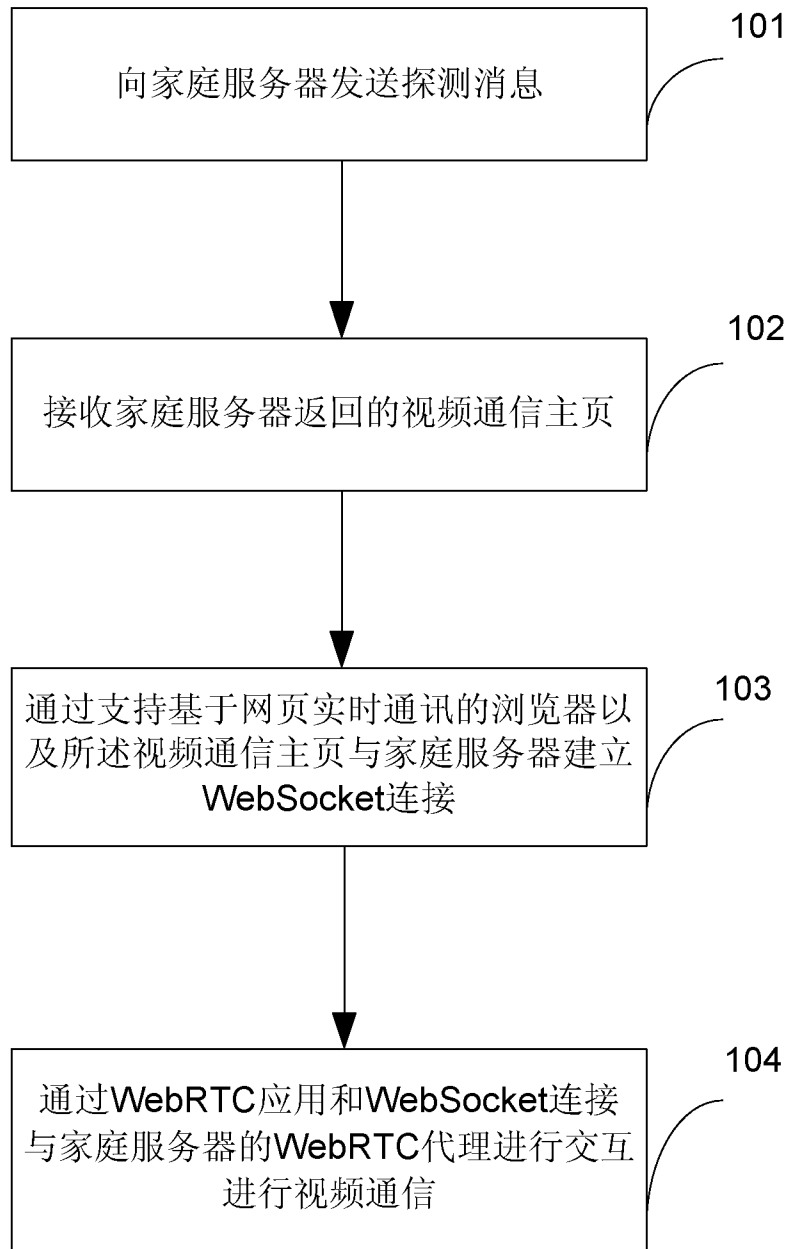 101
向家庭服务器发送探测消息
102
接收家庭服务器返回的视频通信主页
103
通过支持基于网页实时通讯的浏览器以
及所述视频通信主页与家庭服务器建立
WebSocket连接
104
通过WebRTC应用和WebSocket连接
与家庭服务器的WebRTC代理进行交互
进行视频通信